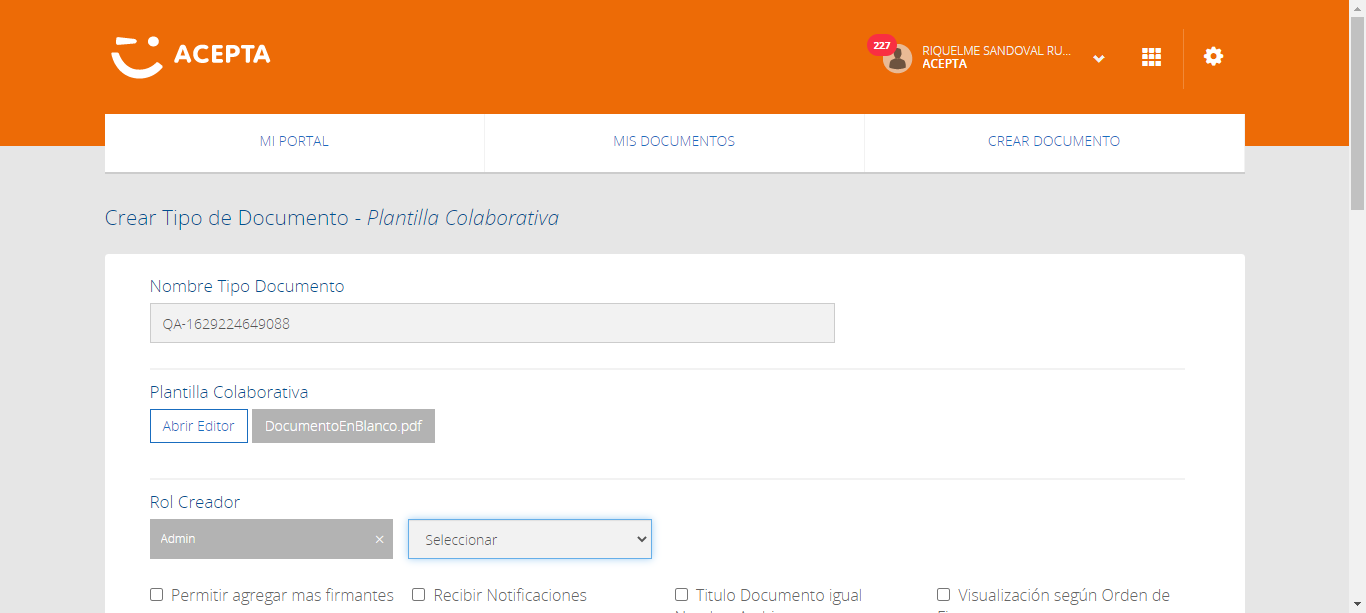 ACEPTA
227
RIQUELME SANDOVAL RU...
ACEPTA
MI PORTAL
MIS DOCUMENTOS
CREAR DOCUMENTO
Crear Tipo de Documento - Plantilla Colaborativa
Nombre Tipo Documento
QA-1629224649088
Plantilla Colaborativa
Abrir Editor
DocumentoEnBlanco.pdf
Rol Creador
Admin ×
Seleccionar
Permitir agregar mas firmantes
Recibir Notificaciones
Titulo Documento igual
Visualización según Orden de